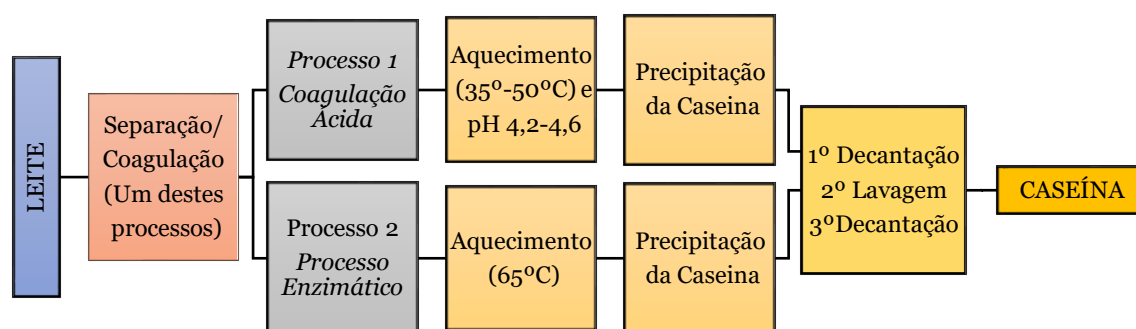 LEITE
Separação/
Coagulação
(Um destes
processos)
Processo 1
Coagulação
Ácida
Aquecimento
(35º-50ºC) e
pH 4,2-4,6
Precipitação
da Caseina
Processo 2
Processo
Enzimático
Aquecimento
(65ºC)
Precipitação
da Caseina
1º Decantação
2º Lavagem
3ºDecantação
CASEÍNA